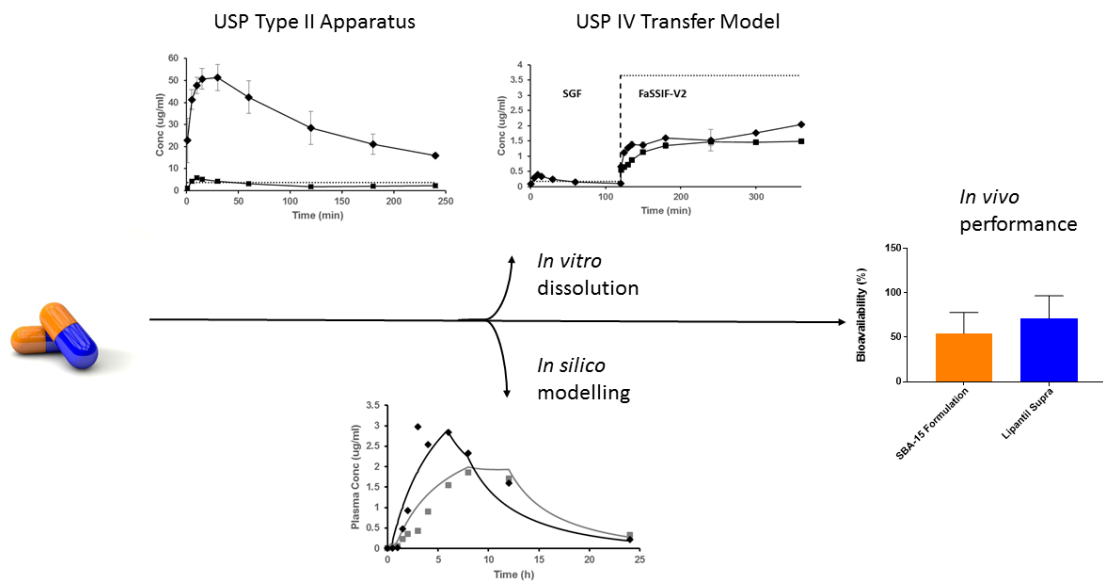 USP Type II Apparatus
USP IV Transfer Model
Conc (ug/ml)
60
50
40
30
20
10
0
0 50 100 150 200 250
Time (min)
Conc (ug/ml)
4
3.5
3
2.5
2
1.5
1
0.5
0
SGF
FaSSIF-V2
0 100 200 300
Time (min)
In vitro
dissolution
In silico
modelling
In vivo
performance
Bioavailability (%)
150
100
50
0
SBA-15 Formulation
Lipantil Supra
Plasma Conc (ug/ml)
3.5
3
2.5
2
1.5
1
0.5
0
0 5 10 15 20 25
Time (h)